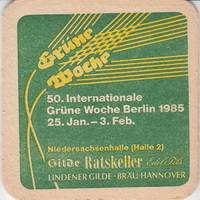 Grüne
Woche
50. Internationale
Grüne Woche Berlin 1985
25. Jan. – 3. Feb.
Niedersachsenhalle (Halle 2)
Gilde Ratskeller Edel-Pils
LINDENER GILDE-BRÄU HANNOVER